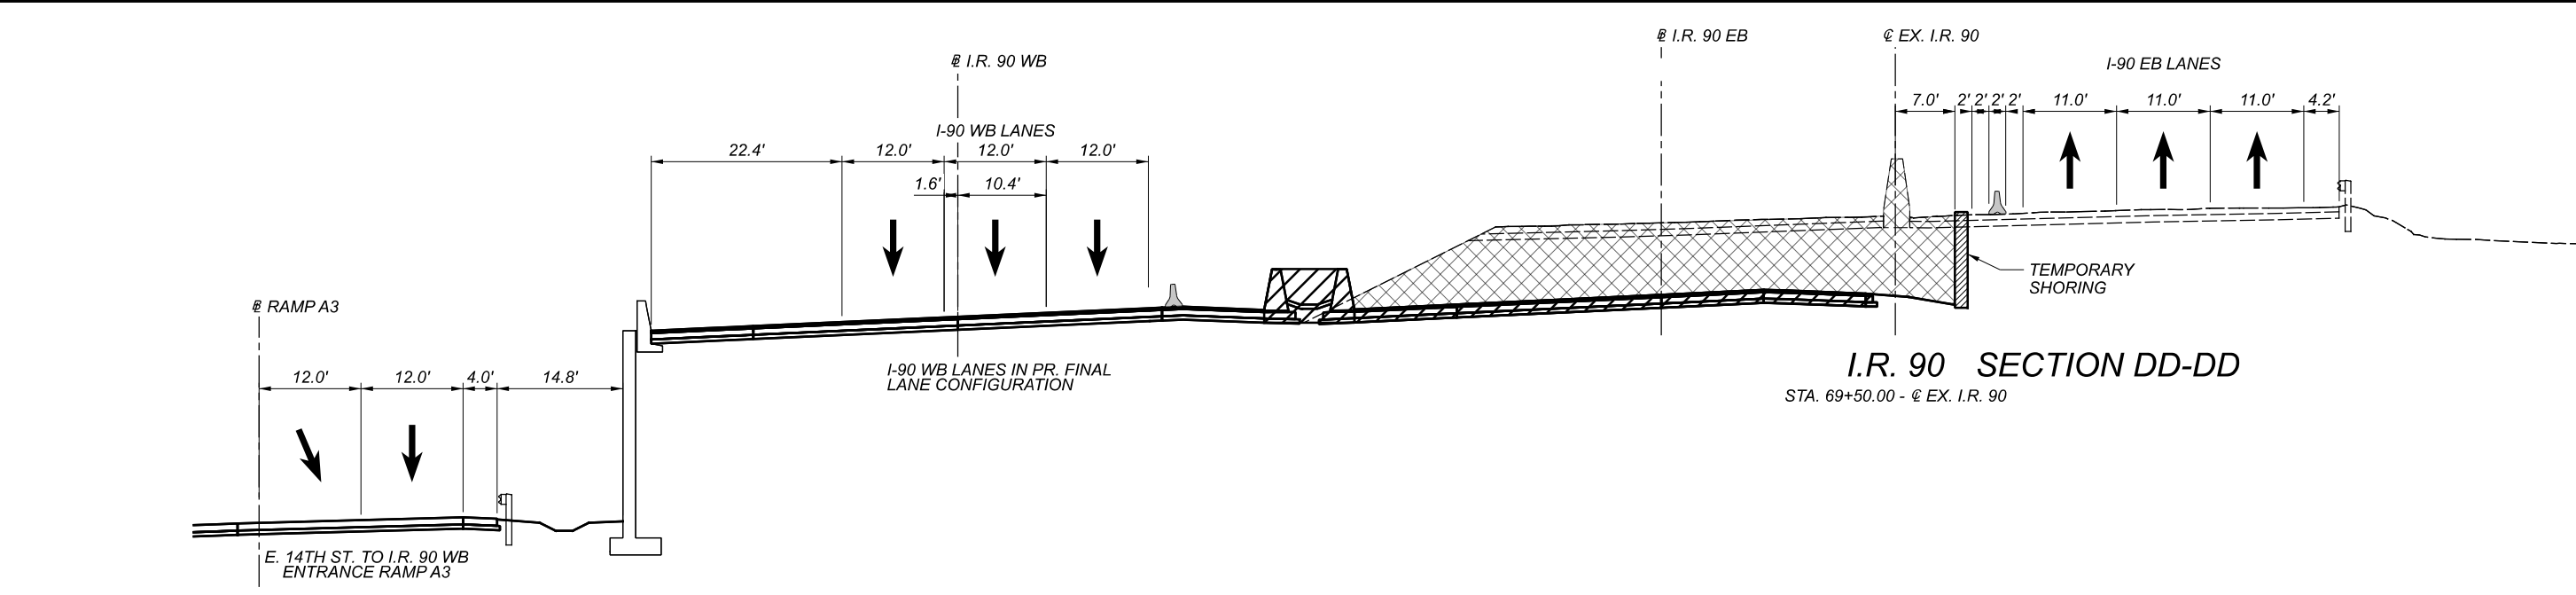 ℄ I.R. 90 EB
℄ EX. I.R. 90
℄ I.R. 90 WB
I-90 EB LANES
7.0' 2' 2' 2' 2' 11.0' 11.0' 11.0' 4.2'
I-90 WB LANES
22.4' 12.0' 12.0' 12.0'
1.6' 10.4'
TEMPORARY
SHORING
℄ RAMP A3
I-90 WB LANES IN PR. FINAL
LANE CONFIGURATION
I.R. 90 SECTION DD-DD
STA. 69+50.00 - ℄ EX. I.R. 90
12.0' 12.0' 4.0' 14.8'
E. 14TH ST. TO I.R. 90 WB
ENTRANCE RAMP A3